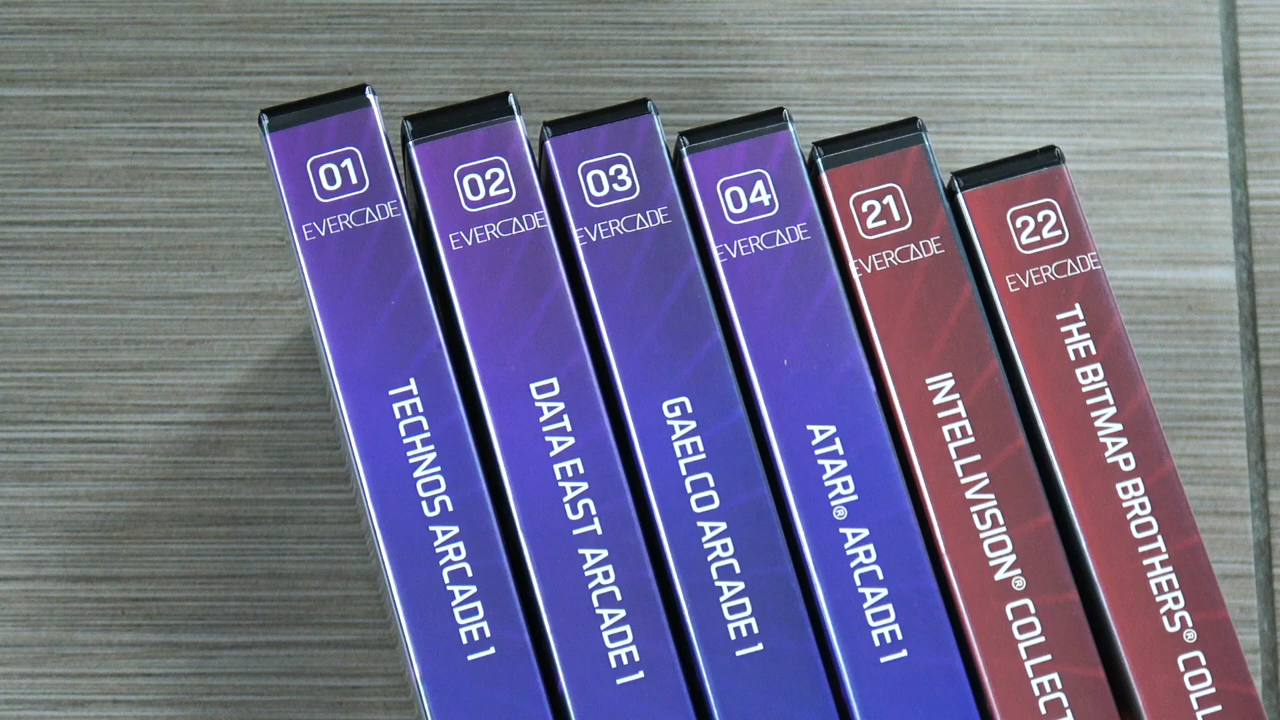 01
EVERCADE
TECHNOS ARCADE 1
02
EVERCADE
DATA EAST ARCADE 1
03
EVERCADE
GAELCO ARCADE 1
04
EVERCADE
ATARI® ARCADE 1
21
EVERCADE
INTELLIVISION® COLLECT
22
EVERCADE
THE BITMAP BROTHERS® COLL